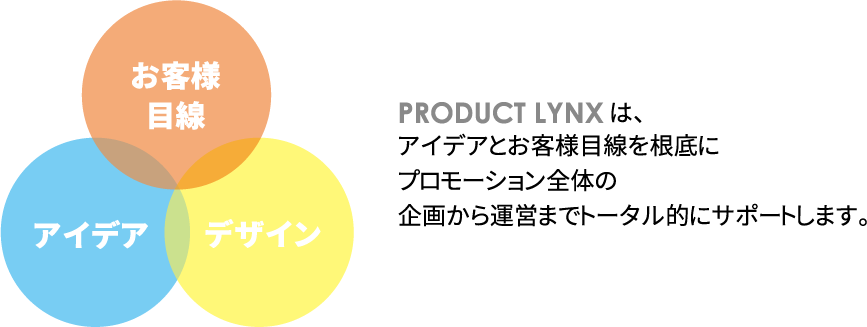 お客様
目線
アイデア
デザイン
PRODUCT LYNX は、
アイデアとお客様目線を根底に
プロモーション全体の
企画から運営までトータル的にサポートします。